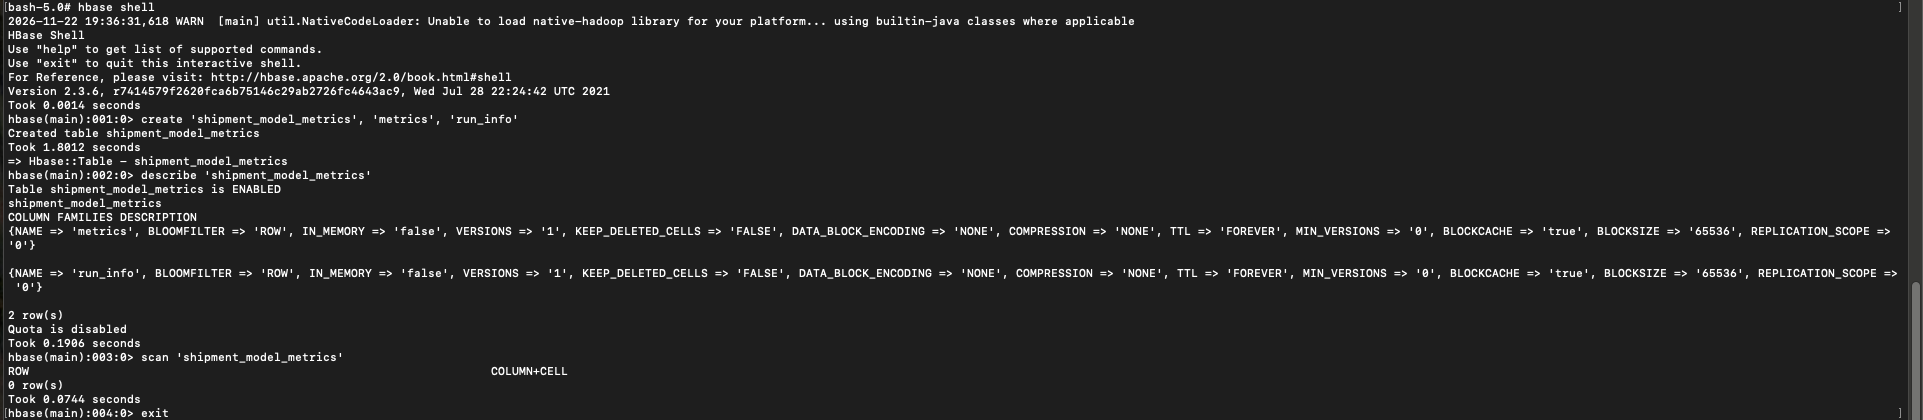 [bash-5.0# hbase shell ]
2026-11-22 19:36:31,618 WARN  [main] util.NativeCodeLoader: Unable to load native-hadoop library for your platform... using builtin-java classes where applicable
HBase Shell
Use "help" to get list of supported commands.
Use "exit" to quit this interactive shell.
For Reference, please visit: http://hbase.apache.org/2.0/book.html#shell
Version 2.3.6, r7414579f2620fca6b75146c29ab2726fc4643ac9, Wed Jul 28 22:24:42 UTC 2021
Took 0.0014 seconds
hbase(main):001:0> create 'shipment_model_metrics', 'metrics', 'run_info'
Created table shipment_model_metrics
Took 1.8012 seconds
=> Hbase::Table - shipment_model_metrics
hbase(main):002:0> describe 'shipment_model_metrics'
Table shipment_model_metrics is ENABLED
shipment_model_metrics
COLUMN FAMILIES DESCRIPTION
{NAME => 'metrics', BLOOMFILTER => 'ROW', IN_MEMORY => 'false', VERSIONS => '1', KEEP_DELETED_CELLS => 'FALSE', DATA_BLOCK_ENCODING => 'NONE', COMPRESSION => 'NONE', TTL => 'FOREVER', MIN_VERSIONS => '0', BLOCKCACHE => 'true', BLOCKSIZE => '65536', REPLICATION_SCOPE =>
'0'}
{NAME => 'run_info', BLOOMFILTER => 'ROW', IN_MEMORY => 'false', VERSIONS => '1', KEEP_DELETED_CELLS => 'FALSE', DATA_BLOCK_ENCODING => 'NONE', COMPRESSION => 'NONE', TTL => 'FOREVER', MIN_VERSIONS => '0', BLOCKCACHE => 'true', BLOCKSIZE => '65536', REPLICATION_SCOPE =>
'0'}
2 row(s)
Quota is disabled
Took 0.1906 seconds
hbase(main):003:0> scan 'shipment_model_metrics'
ROW COLUMN+CELL
0 row(s)
Took 0.0744 seconds
[hbase(main):004:0> exit ]